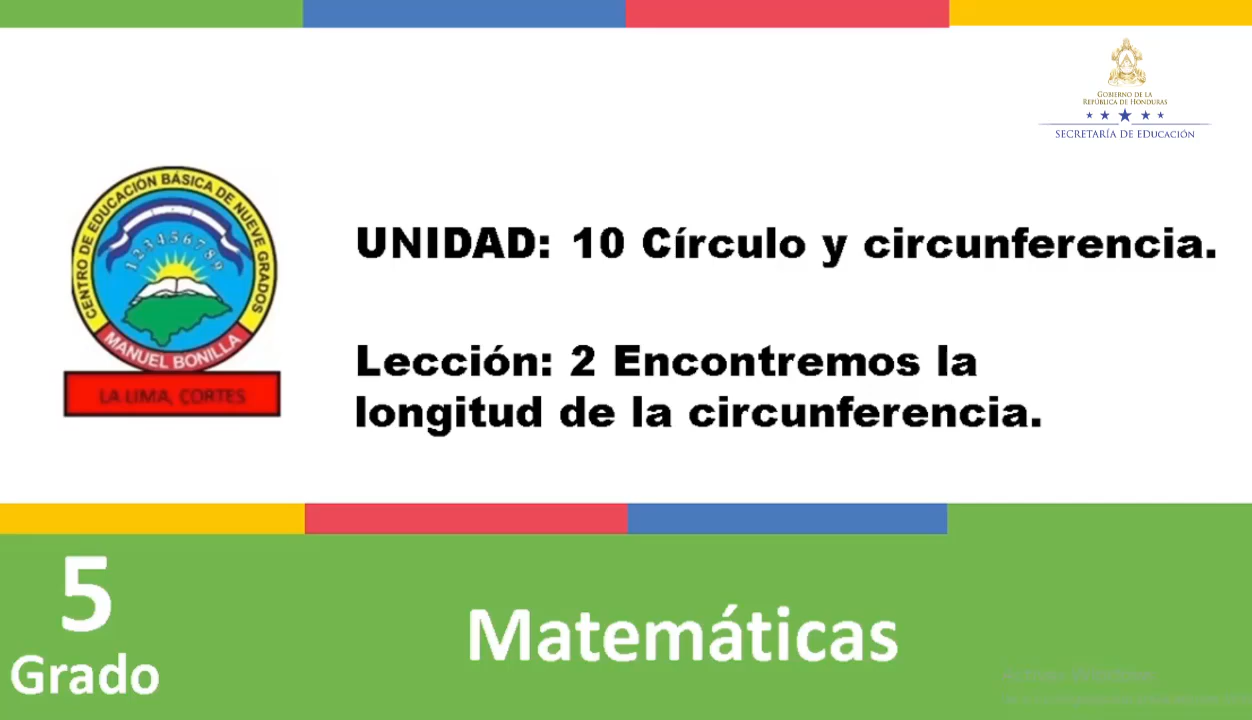 GOBIERNO DE LA
REPÚBLICA DE HONDURAS
SECRETARÍA DE EDUCACIÓN
CENTRO DE EDUCACIÓN BÁSICA DE NUEVE GRADOS
123456789
MANUEL BONILLA
LA LIMA, CORTES
UNIDAD: 10 Círculo y circunferencia.
Lección: 2 Encontremos la
longitud de la circunferencia.
5
Grado
Matemáticas